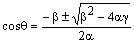 cosθ = (−β ± √(β² − 4αγ)) / 2α